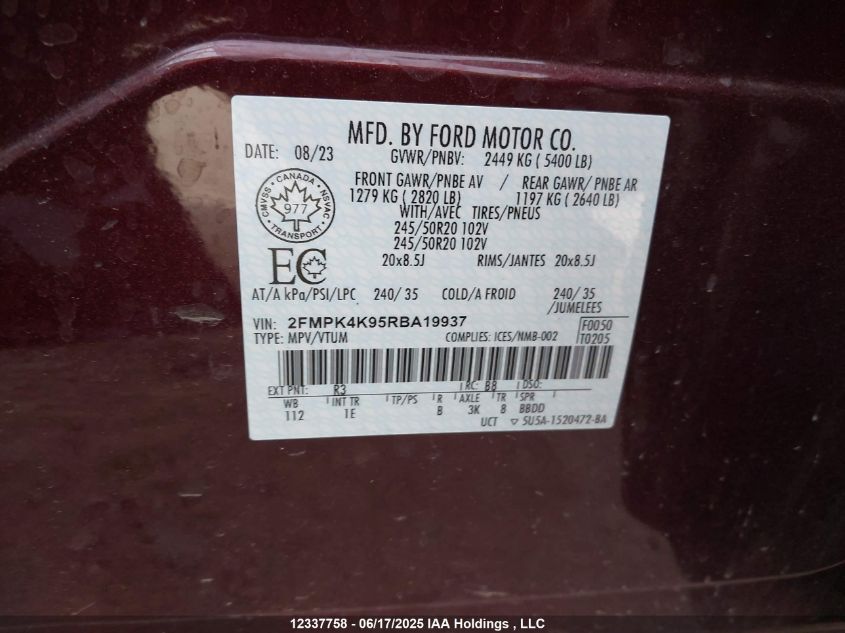 MFD. BY FORD MOTOR CO.
DATE: 08/23 GVWR/PNBV: 2449 KG ( 5400 LB)
FRONT GAWR/PNBE AV / REAR GAWR/ PNBE AR
1279 KG ( 2820 LB) 1197 KG ( 2640 LB)
WITH/AVEC TIRES/PNEUS
245/50R20 102V
245/50R20 102V
20x8.5J RIMS/JANTES 20x8.5J
CMVSS · CANADA · NSVAC
977
TRANSPORT
EC
AT/A kPa/PSI/LPC 240/ 35 COLD/A FROID 240/ 35
/JUMELEES
VIN: 2FMPK4K95RBA19937 F0050
TYPE: MPV/VTUM COMPLIES: ICES/NMB-002 T0205
EXT PNT: R3 RC: B8 DSO:
WB INT TR TP/PS R AXLE TR SPR
112 IE B 3K 8 BBDD
UCT ▽ 5U5A-1520472-BA
12337758 - 06/17/2025 IAA Holdings , LLC